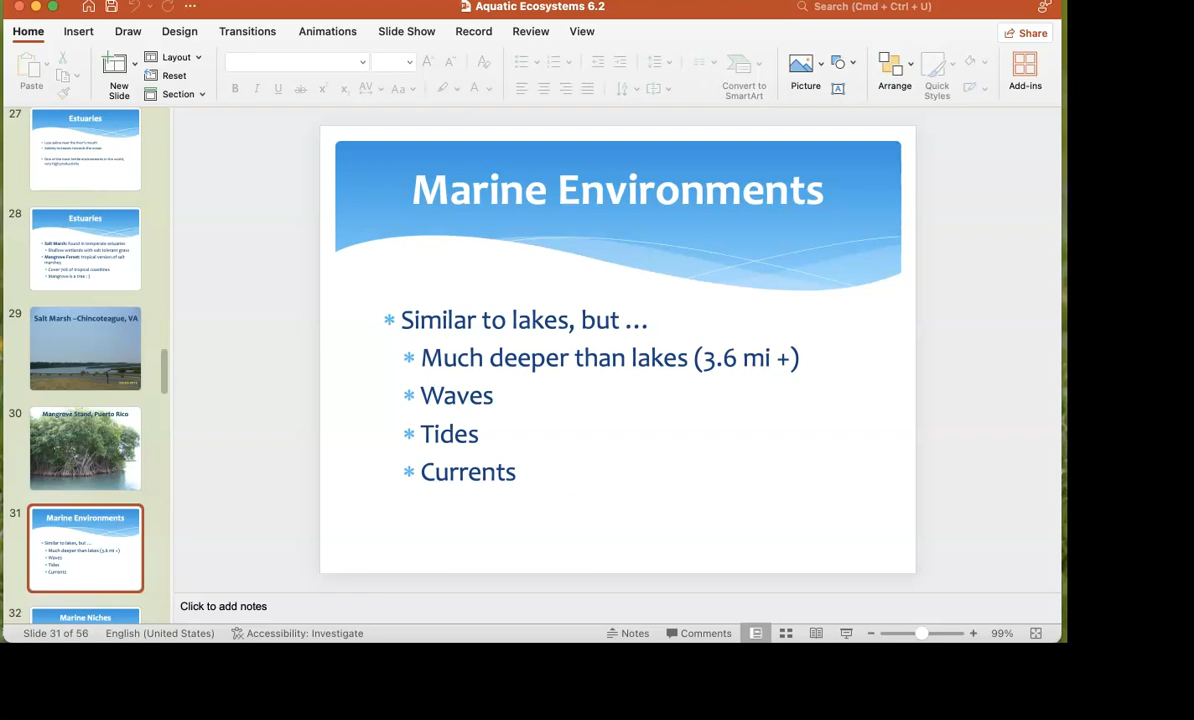 Aquatic Ecosystems 6.2
Search (Cmd + Ctrl + U)
Home Insert Draw Design Transitions Animations Slide Show Record Review View
Share
Paste
New Slide
Layout
Reset
Section
Convert to SmartArt
Picture
Arrange
Quick Styles
Add-ins
27
Estuaries
28
Estuaries
Salt Marsh: found in temperate estuaries
Shallow wetlands with salt tolerant grass
Mangrove Forest: tropical version of salt
marshes
Cover 70% of tropical coastlines
Mangrove is a tree : )
29
Salt Marsh –Chincoteague, VA
30
Mangrove Stand, Puerto Rico
31
Marine Environments
Similar to lakes, but …
Much deeper than lakes (3.6 mi +)
Waves
Tides
Currents
32
Marine Niches
Marine Environments
Similar to lakes, but …
Much deeper than lakes (3.6 mi +)
Waves
Tides
Currents
Click to add notes
Slide 31 of 56 English (United States) Accessibility: Investigate
Notes Comments 99%